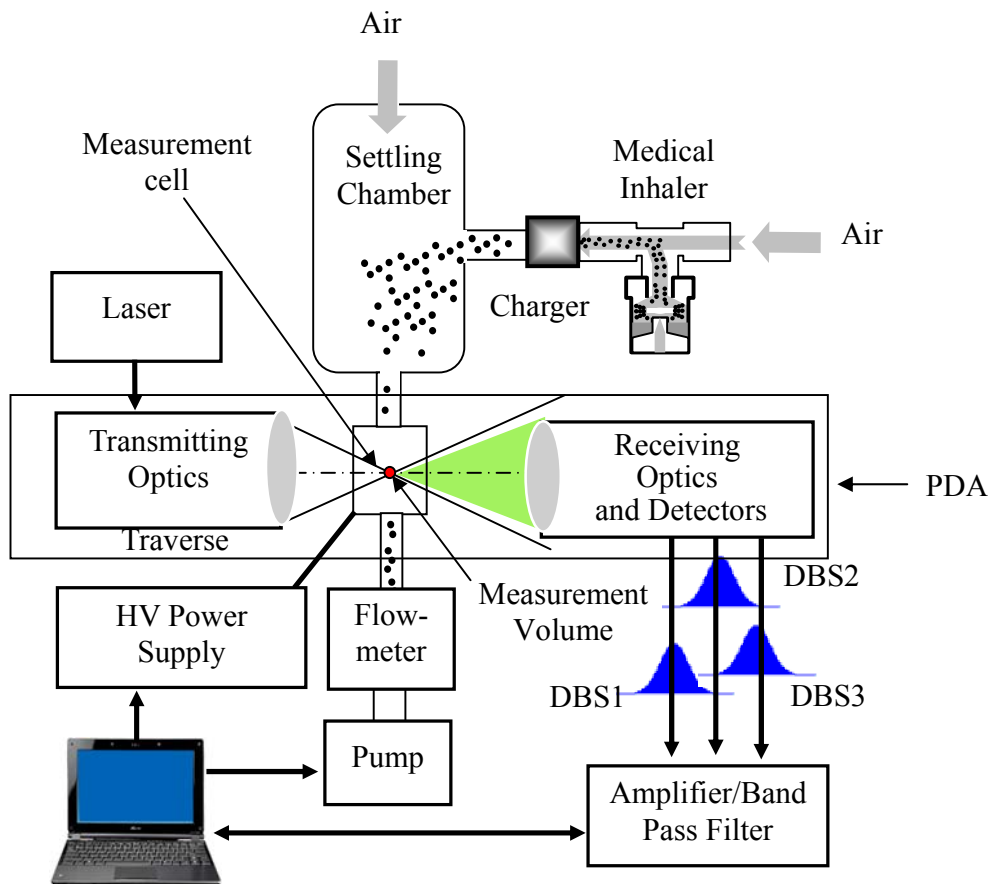 Air
Measurement
cell
Settling
Chamber
Medical
Inhaler
Air
Charger
Laser
Transmitting
Optics
Receiving
Optics
and Detectors
PDA
Traverse
HV Power
Supply
Flow-
meter
Measurement
Volume
DBS2
DBS1
DBS3
Pump
Amplifier/Band
Pass Filter